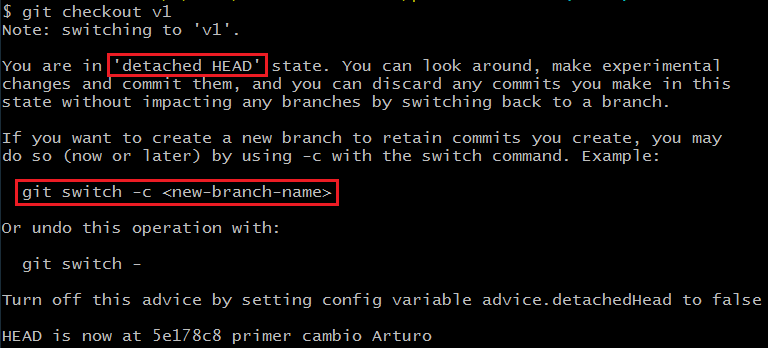 $ git checkout v1
Note: switching to 'v1'.
You are in 'detached HEAD' state. You can look around, make experimental
changes and commit them, and you can discard any commits you make in this
state without impacting any branches by switching back to a branch.
If you want to create a new branch to retain commits you create, you may
do so (now or later) by using -c with the switch command. Example:
git switch -c <new-branch-name>
Or undo this operation with:
git switch -
Turn off this advice by setting config variable advice.detachedHead to false
HEAD is now at 5e178c8 primer cambio Arturo